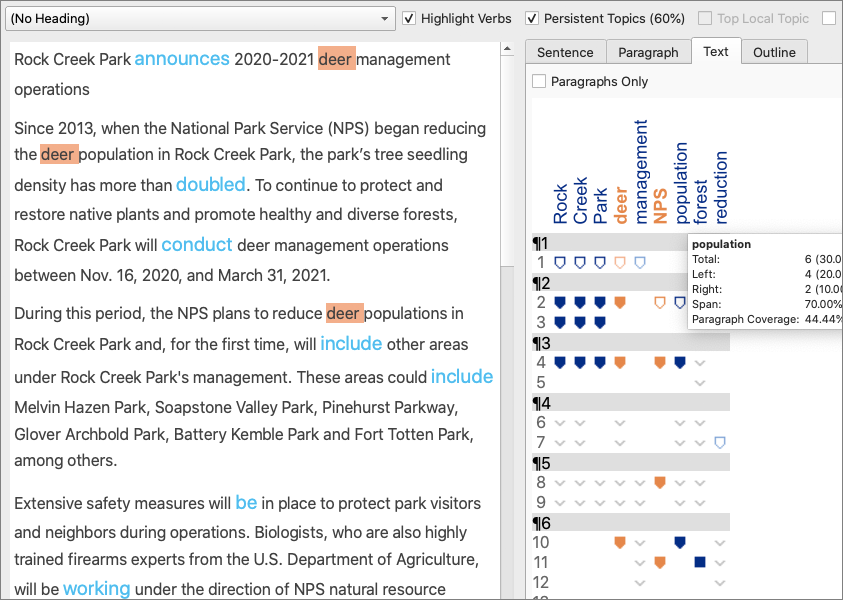 (No Heading)
Highlight Verbs
Persistent Topics (60%)
Top Local Topic
Rock Creek Park announces 2020-2021 deer management
operations
Since 2013, when the National Park Service (NPS) began reducing
the deer population in Rock Creek Park, the park’s tree seedling
density has more than doubled. To continue to protect and
restore native plants and promote healthy and diverse forests,
Rock Creek Park will conduct deer management operations
between Nov. 16, 2020, and March 31, 2021.
During this period, the NPS plans to reduce deer populations in
Rock Creek Park and, for the first time, will include other areas
under Rock Creek Park's management. These areas could include
Melvin Hazen Park, Soapstone Valley Park, Pinehurst Parkway,
Glover Archbold Park, Battery Kemble Park and Fort Totten Park,
among others.
Extensive safety measures will be in place to protect park visitors
and neighbors during operations. Biologists, who are also highly
trained firearms experts from the U.S. Department of Agriculture,
will be working under the direction of NPS natural resource
Sentence
Paragraph
Text
Outline
Paragraphs Only
Rock
Creek
Park
deer
management
NPS
population
forest
reduction
¶1
1
¶2
2
3
¶3
4
5
¶4
6
7
¶5
8
9
¶6
10
11
12
population
Total: 6 (30.0
Left: 4 (20.0
Right: 2 (10.0
Span: 70.00%
Paragraph Coverage: 44.44%